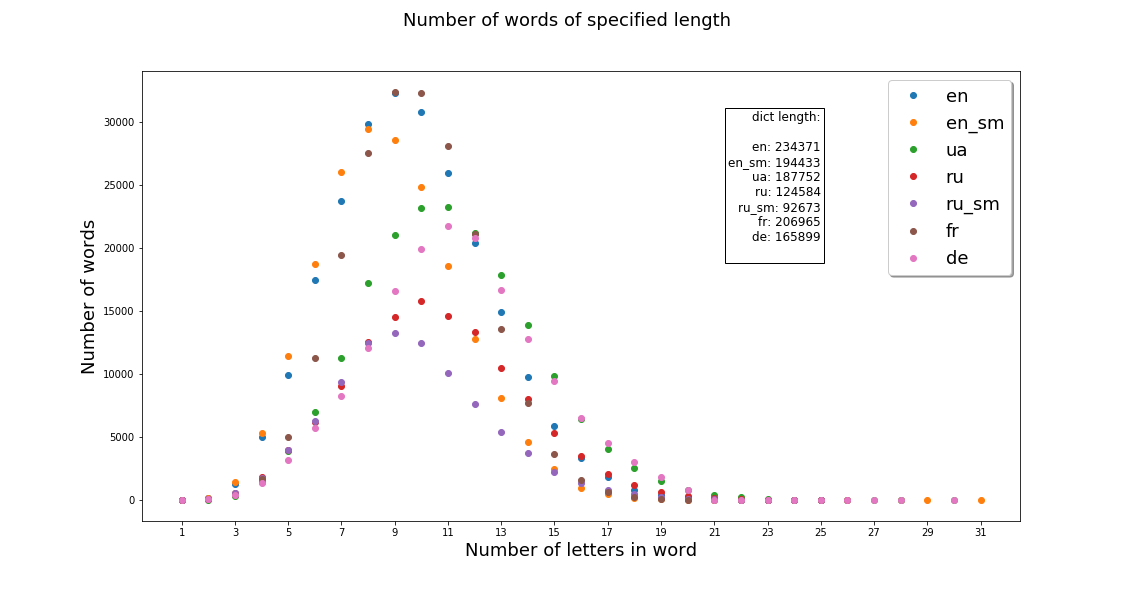 Number of words of specified length
Number of words
30000
25000
20000
15000
10000
5000
0
dict length:
en: 234371
en_sm: 194433
ua: 187752
ru: 124584
ru_sm: 92673
fr: 206965
de: 165899
en
en_sm
ua
ru
ru_sm
fr
de
1 3 5 7 9 11 13 15 17 19 21 23 25 27 29 31
Number of letters in word